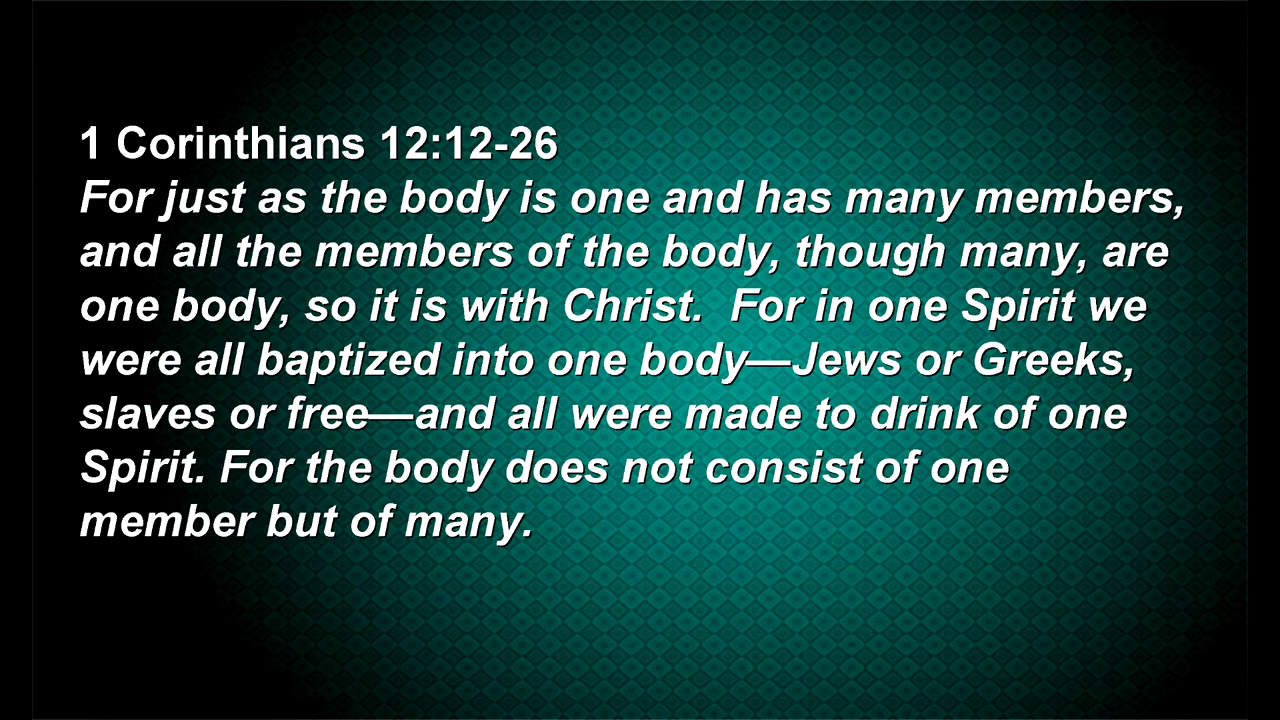 1 Corinthians 12:12-26
For just as the body is one and has many members,
and all the members of the body, though many, are
one body, so it is with Christ.  For in one Spirit we
were all baptized into one body—Jews or Greeks,
slaves or free—and all were made to drink of one
Spirit. For the body does not consist of one
member but of many.